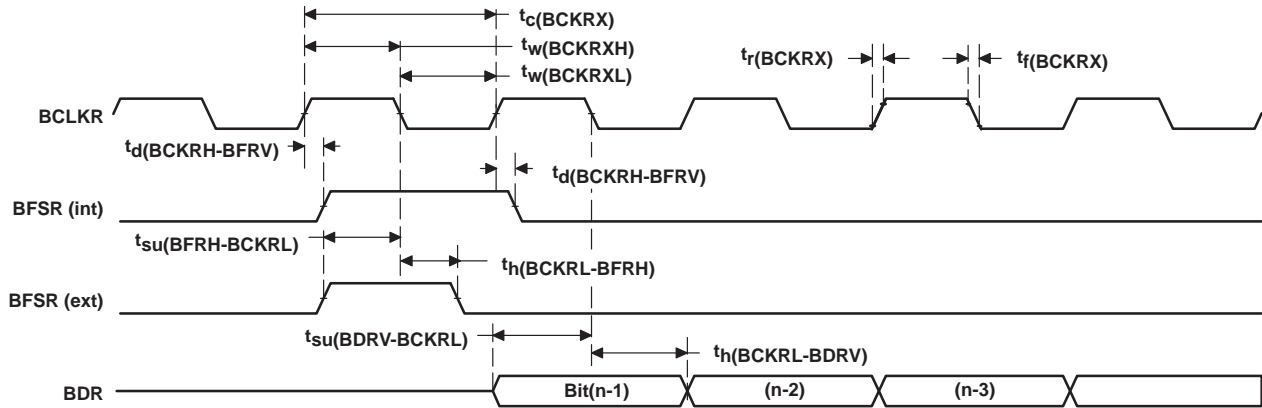 tc(BCKRX)
tw(BCKRXH)
tw(BCKRXL)
tr(BCKRX)
tf(BCKRX)
BCLKR
td(BCKRH-BFRV)
td(BCKRH-BFRV)
BFSR (int)
tsu(BFRH-BCKRL)
th(BCKRL-BFRH)
BFSR (ext)
tsu(BDRV-BCKRL)
th(BCKRL-BDRV)
BDR Bit(n-1) (n-2) (n-3)